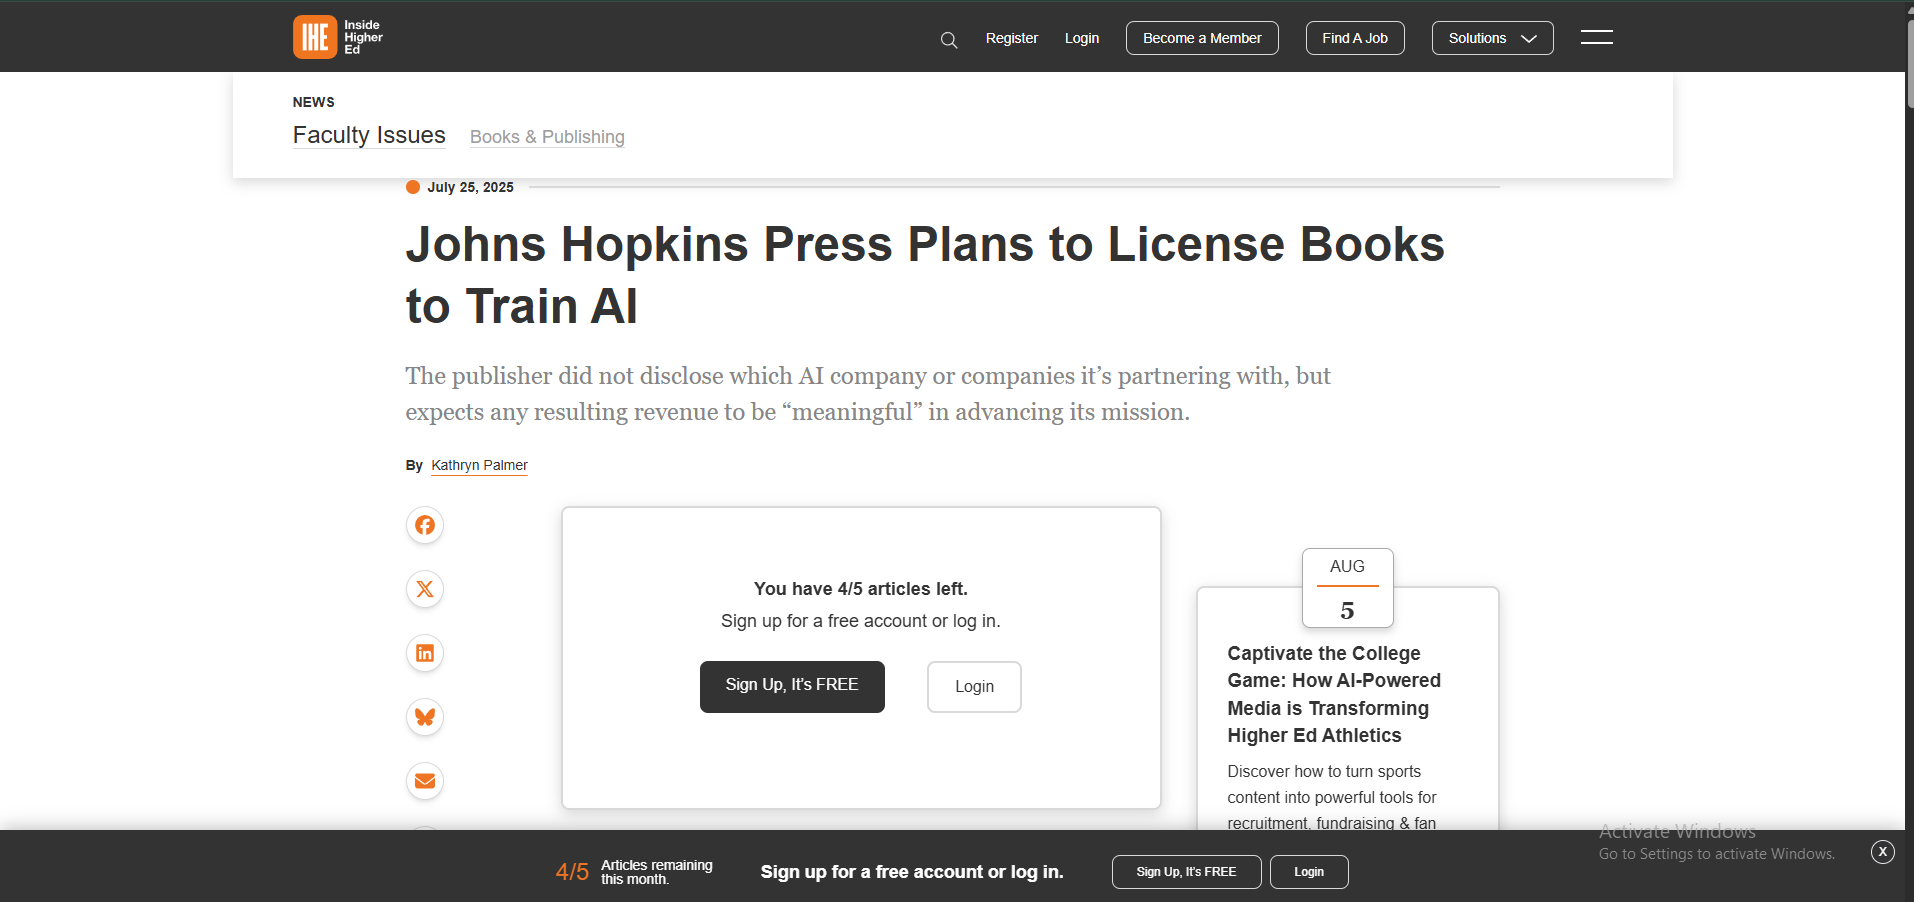 IHE
Inside
Higher
Ed
Register
Login
Become a Member
Find A Job
Solutions
NEWS
Faculty Issues
Books & Publishing
July 25, 2025
Johns Hopkins Press Plans to License Books
to Train AI
The publisher did not disclose which AI company or companies it’s partnering with, but
expects any resulting revenue to be “meaningful” in advancing its mission.
By Kathryn Palmer
You have 4/5 articles left.
Sign up for a free account or log in.
Sign Up, It's FREE
Login
AUG
5
Captivate the College
Game: How AI-Powered
Media is Transforming
Higher Ed Athletics
Discover how to turn sports
content into powerful tools for
recruitment, fundraising & fan
Activate Windows
Go to Settings to activate Windows.
4/5
Articles remaining
this month.
Sign up for a free account or log in.
Sign Up, It's FREE
Login
X